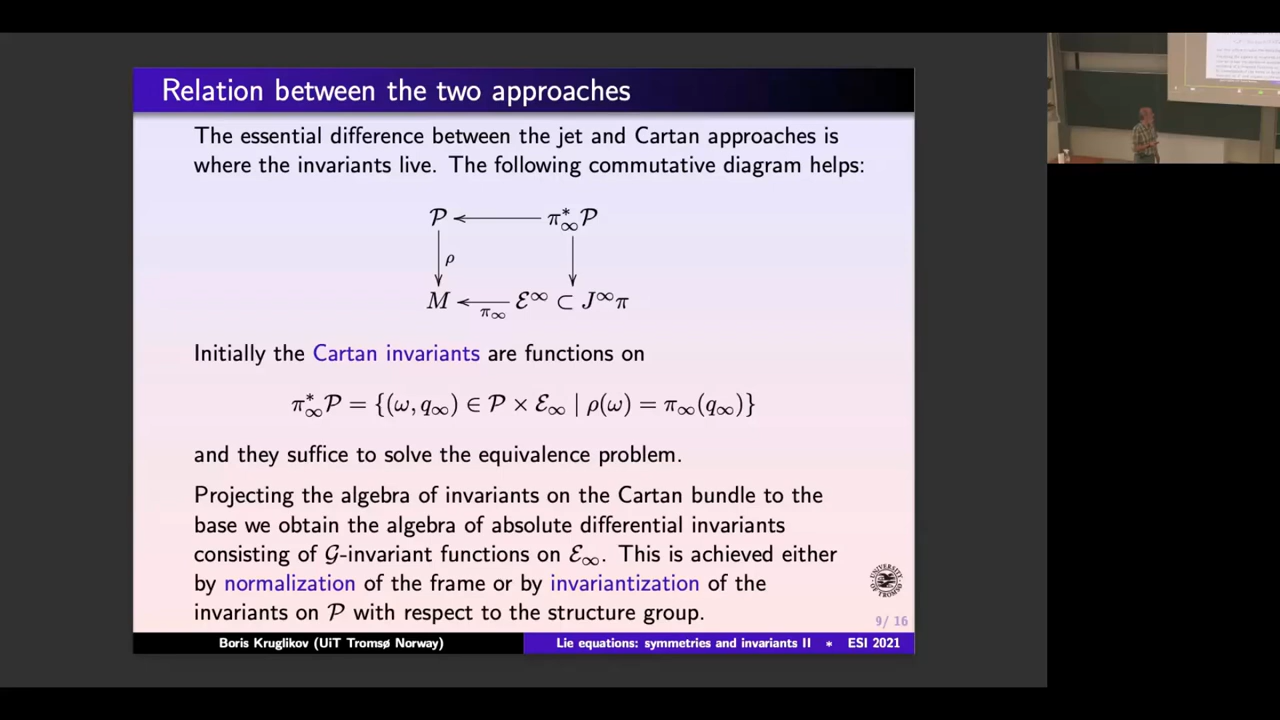 Relation between the two approaches
The essential difference between the jet and Cartan approaches is
where the invariants live. The following commutative diagram helps:
𝒫 ← π*∞𝒫
ρ
M ← ℰ^∞ ⊂ J^∞π
π∞
Initially the Cartan invariants are functions on
π*∞𝒫 = {(ω, q∞) ∈ 𝒫 × ℰ∞ | ρ(ω) = π∞(q∞)}
and they suffice to solve the equivalence problem.
Projecting the algebra of invariants on the Cartan bundle to the
base we obtain the algebra of absolute differential invariants
consisting of 𝒢-invariant functions on ℰ∞. This is achieved either
by normalization of the frame or by invariantization of the
invariants on 𝒫 with respect to the structure group.
UNIVERSITY OF TROMSØ
9/ 16
Boris Kruglikov (UiT Tromsø Norway) Lie equations: symmetries and invariants II * ESI 2021